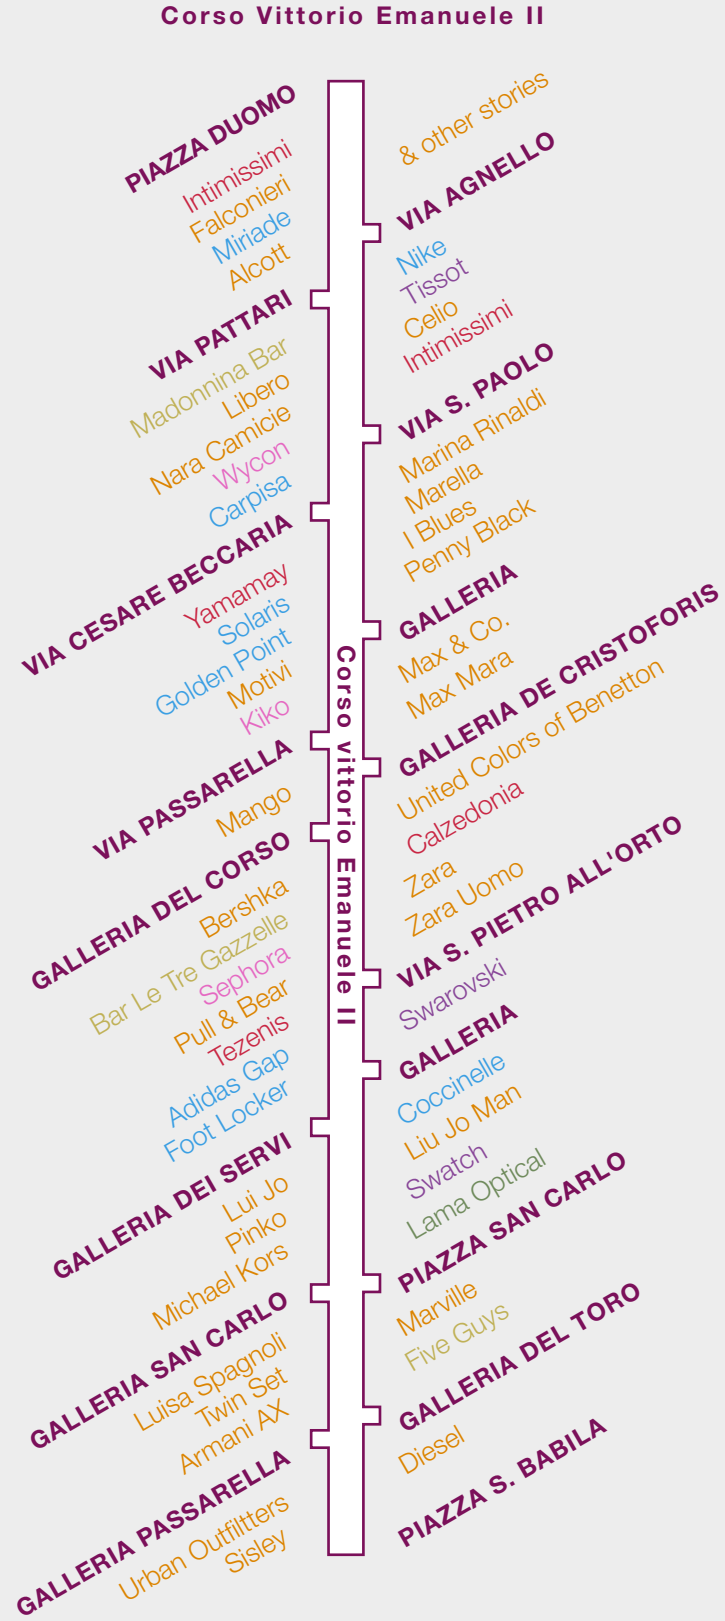 Corso Vittorio Emanuele II
PIAZZA DUOMO
Intimissimi
Falconieri
Miriade
Alcott
VIA PATTARI
Madonnina Bar
Libero
Nara Camicie
Wycon
Carpisa
VIA CESARE BECCARIA
Yamamay
Solaris
Golden Point
Motivi
Kiko
VIA PASSARELLA
Mango
GALLERIA DEL CORSO
Bershka
Bar Le Tre Gazzelle
Sephora
Pull & Bear
Tezenis
Adidas Gap
Foot Locker
GALLERIA DEI SERVI
Lui Jo
Pinko
Michael Kors
GALLERIA SAN CARLO
Luisa Spagnoli
Twin Set
Armani AX
GALLERIA PASSARELLA
Urban Outfiltters
Sisley
Corso vittorio Emanuele II
& other stories
VIA AGNELLO
Nike
Tissot
Celio
Intimissimi
VIA S. PAOLO
Marina Rinaldi
Marella
I Blues
Penny Black
GALLERIA
Max & Co.
Max Mara
GALLERIA DE CRISTOFORIS
United Colors of Benetton
Calzedonia
Zara
Zara Uomo
VIA S. PIETRO ALL'ORTO
Swarovski
GALLERIA
Coccinelle
Liu Jo Man
Swatch
Lama Optical
PIAZZA SAN CARLO
Marville
Five Guys
GALLERIA DEL TORO
Diesel
PIAZZA S. BABILA